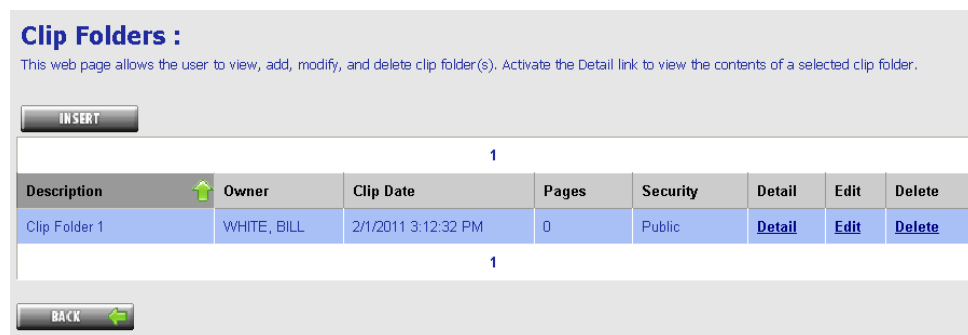 Clip Folders :
This web page allows the user to view, add, modify, and delete clip folder(s). Activate the Detail link to view the contents of a selected clip folder.
INSERT
1
Description Owner Clip Date Pages Security Detail Edit Delete
Clip Folder 1 WHITE, BILL 2/1/2011 3:12:32 PM 0 Public Detail Edit Delete
1
BACK